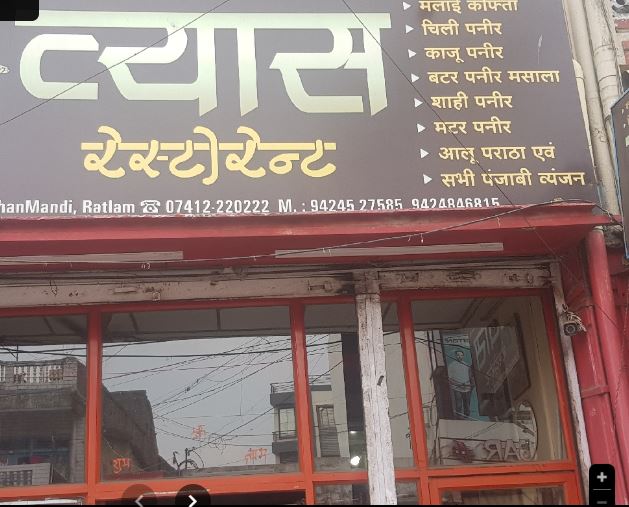 व्यास
रेस्टोरेन्ट
मलाई कोफ्ता
चिली पनीर
काजू पनीर
बटर पनीर मसाला
शाही पनीर
मटर पनीर
आलू पराठा एवं
सभी पंजाबी व्यंजन
hanMandi, Ratlam ☎ 07412-220222 M. : 94245 27585, 9424846815
शुभ
श्री
लाभ